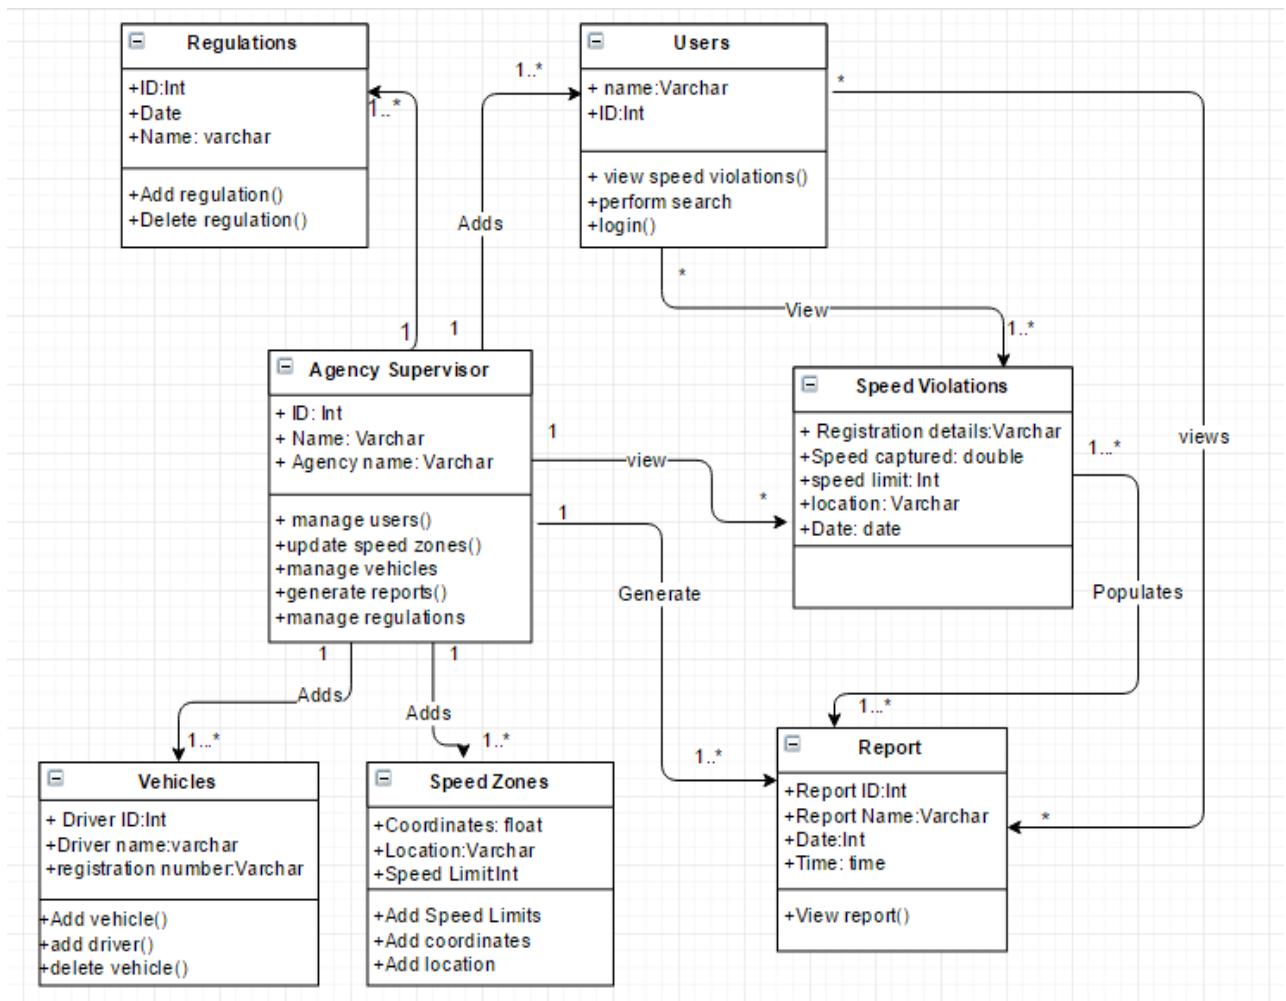 Regulations
+ID:Int
+Date
+Name: varchar
+Add regulation()
+Delete regulation()
1..*
1
Users
+ name:Varchar
+ID:Int
+ view speed violations()
+perform search
+login()
1..*
Adds
1
*
views
*
*
View
1..*
Agency Supervisor
+ ID: Int
+ Name: Varchar
+ Agency name: Varchar
+ manage users()
+update speed zones()
+manage vehicles
+generate reports()
+manage regulations
1
view
*
1
Generate
1..*
Speed Violations
+ Registration details:Varchar
+Speed captured: double
+speed limit: Int
+location: Varchar
+Date: date
1...*
Populates
1...*
1
Adds
1...*
1
Adds
1..*
Vehicles
+ Driver ID:Int
+Driver name:varchar
+registration number:Varchar
+Add vehicle()
+add driver()
+delete vehicle()
Speed Zones
+Coordinates: float
+Location:Varchar
+Speed Limit:Int
+Add Speed Limits
+Add coordinates
+Add location
Report
+Report ID:Int
+Report Name:Varchar
+Date:Int
+Time: time
+View report()